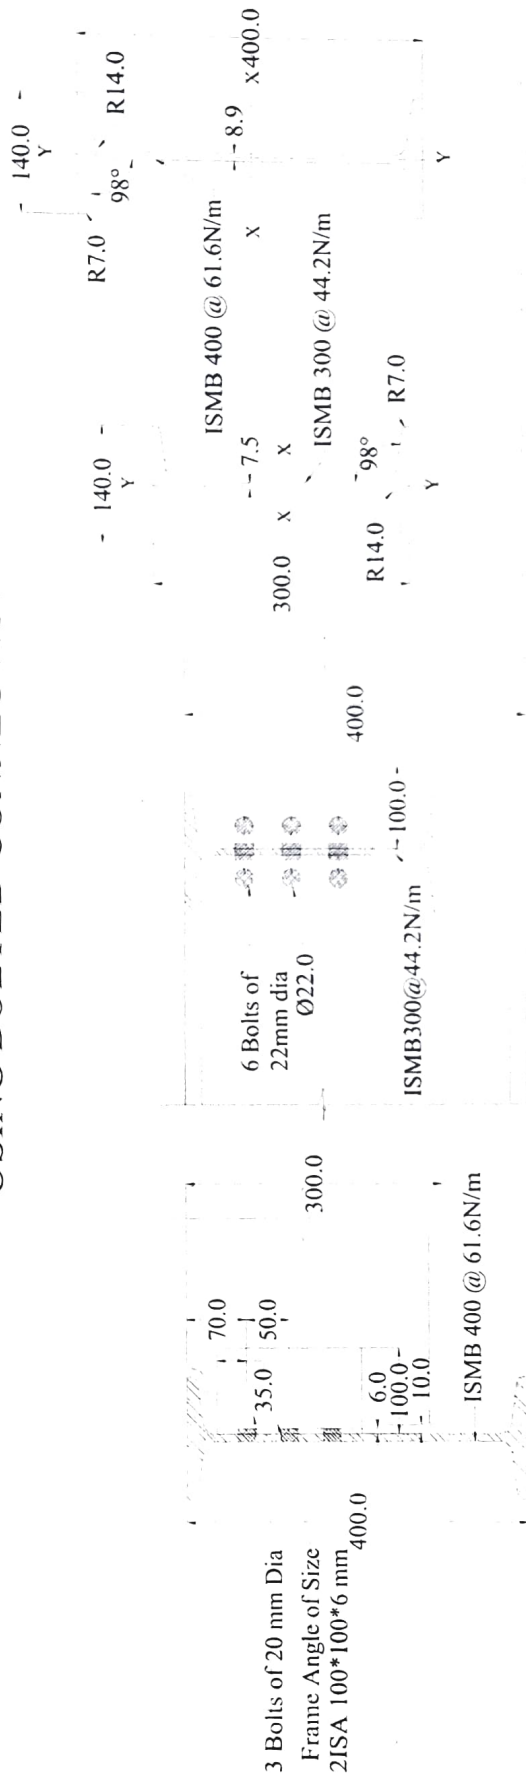 3 Bolts of 20 mm Dia
Frame Angle of Size
2ISA 100*100*6 mm
400.0
70.0
50.0
35.0
6.0
100.0
10.0
300.0
ISMB 400 @ 61.6N/m
6 Bolts of
22mm dia
Ø22.0
ISMB300@44.2N/m
100.0
400.0
140.0
Y
7.5
300.0
X
X
ISMB 300 @ 44.2N/m
98°
R14.0
R7.0
Y
140.0
Y
R7.0
98°
R14.0
ISMB 400 @ 61.6N/m
8.9
X
X
400.0
Y